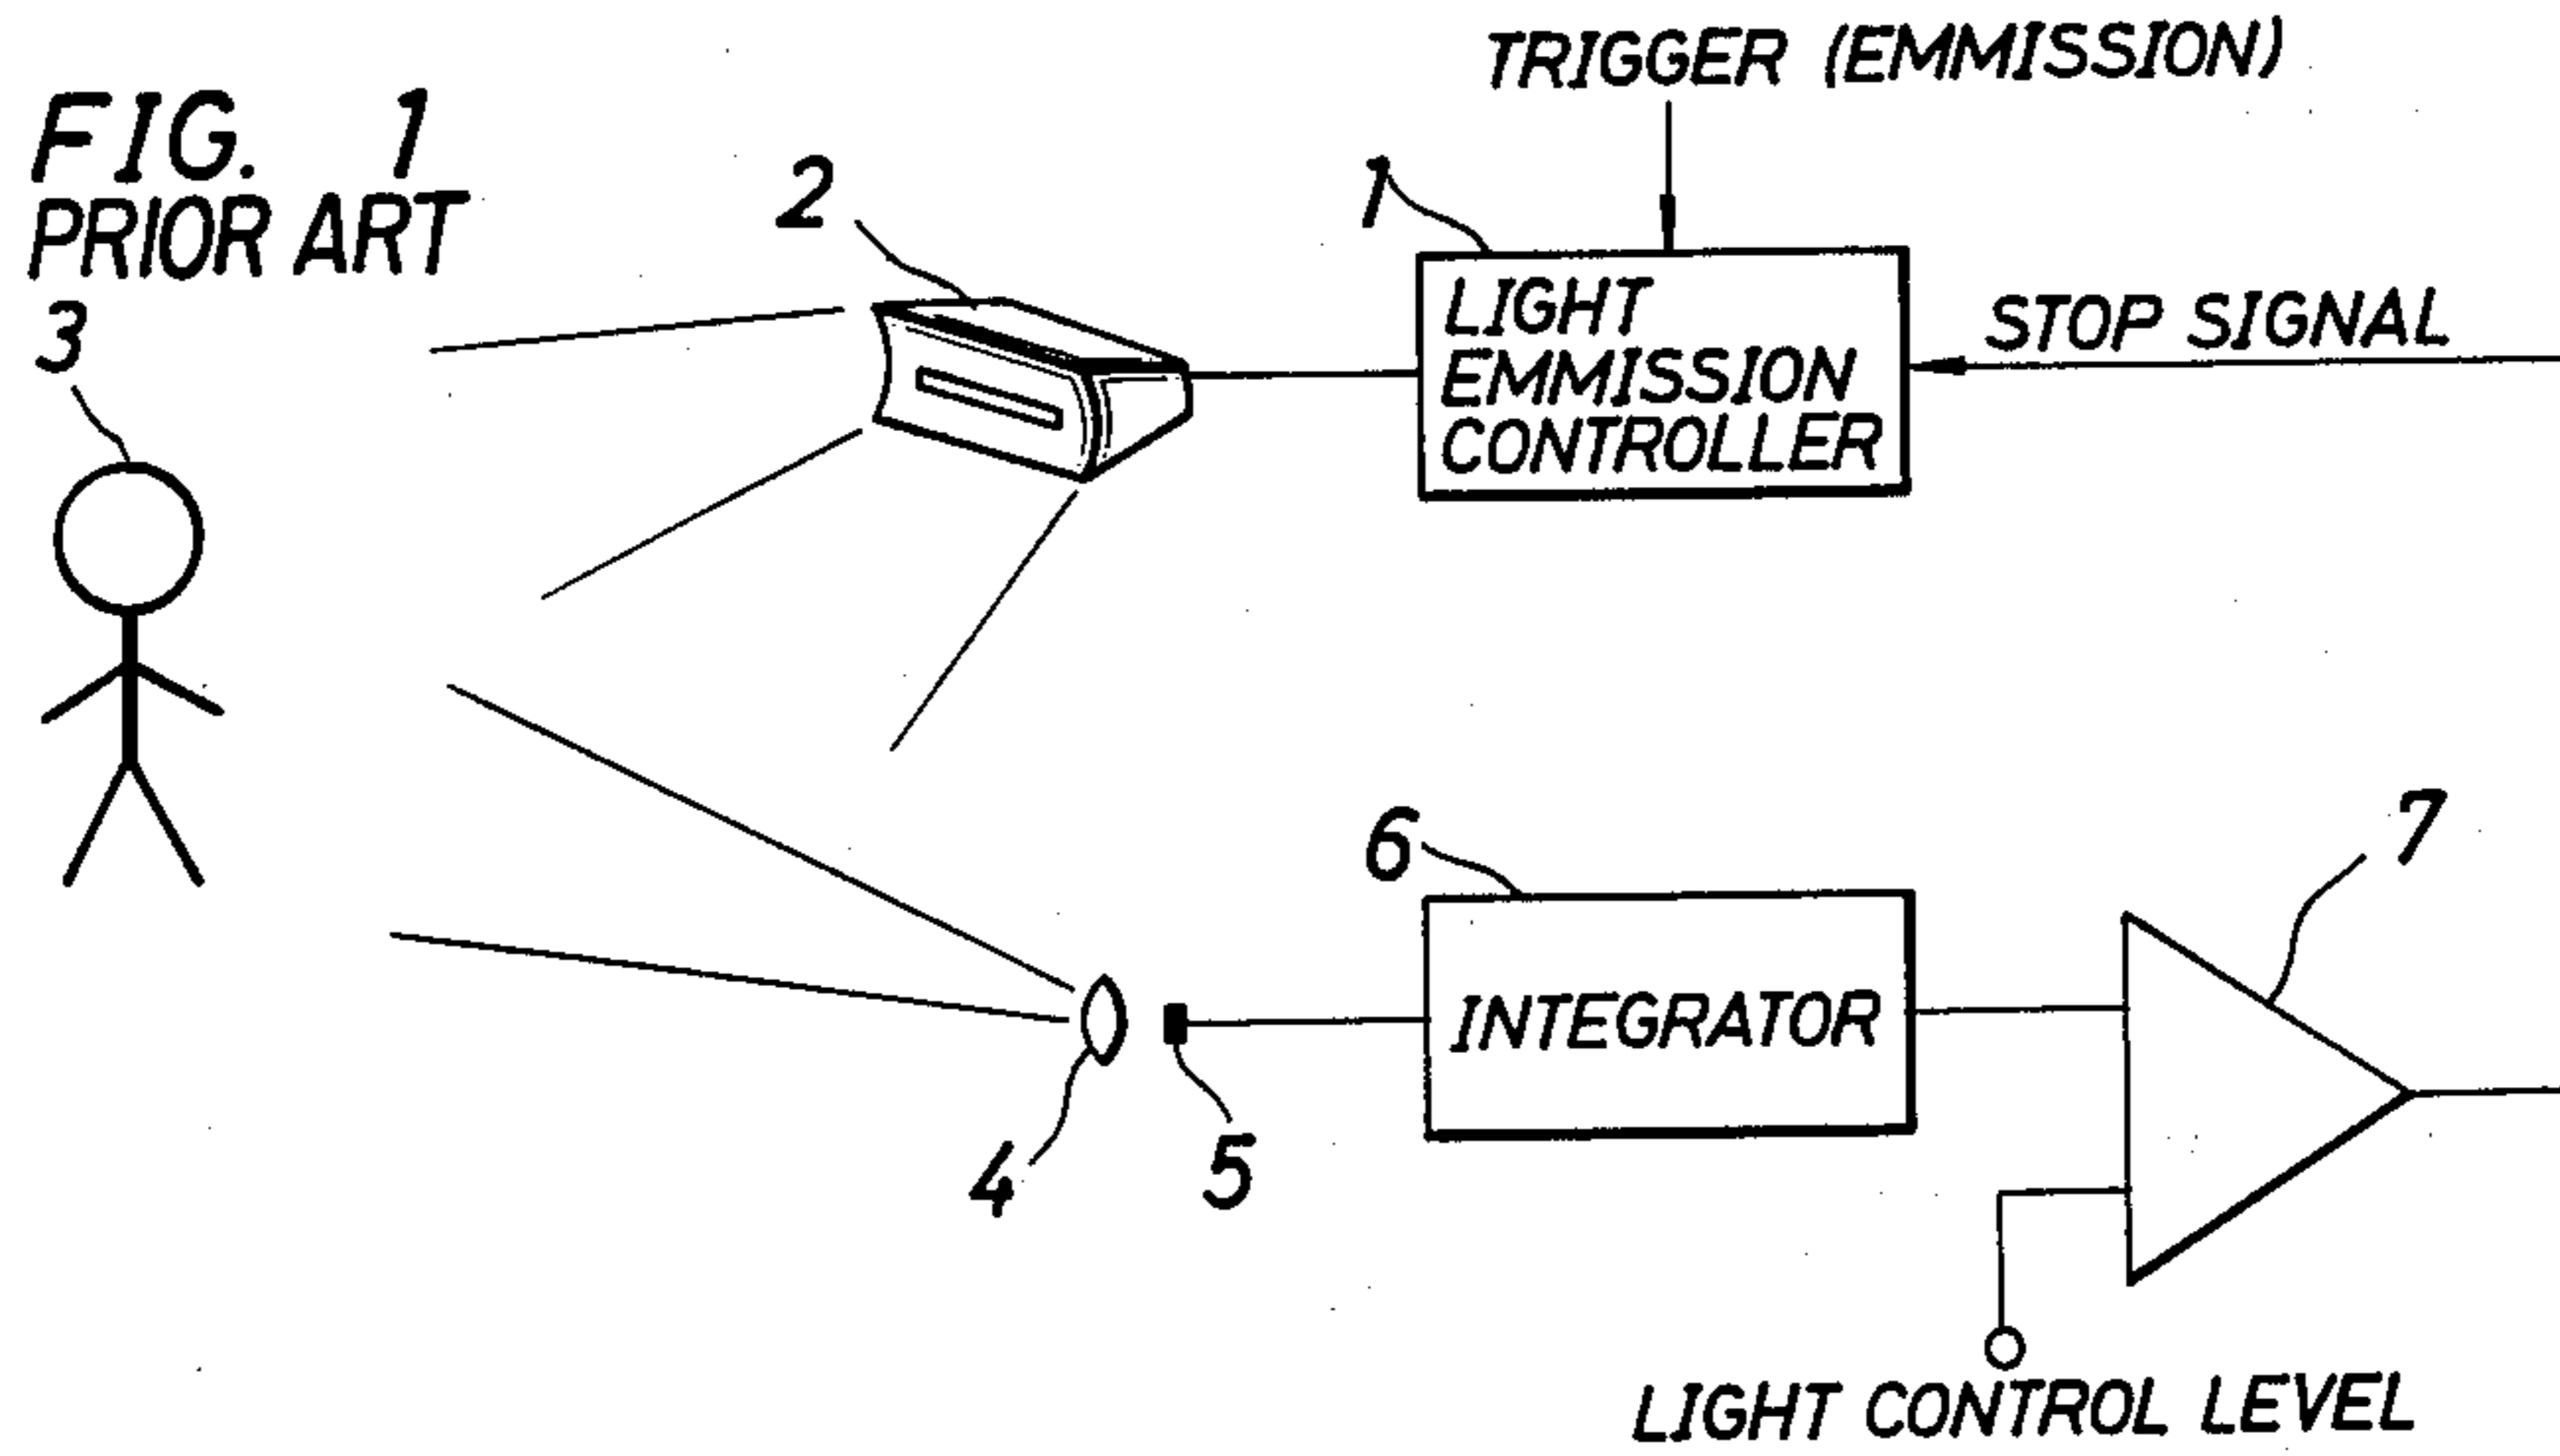 FIG. 1
PRIOR ART
TRIGGER (EMMISSION)
2
1
3
LIGHT
EMMISSION
CONTROLLER
STOP SIGNAL
6
7
INTEGRATOR
4
5
LIGHT CONTROL LEVEL